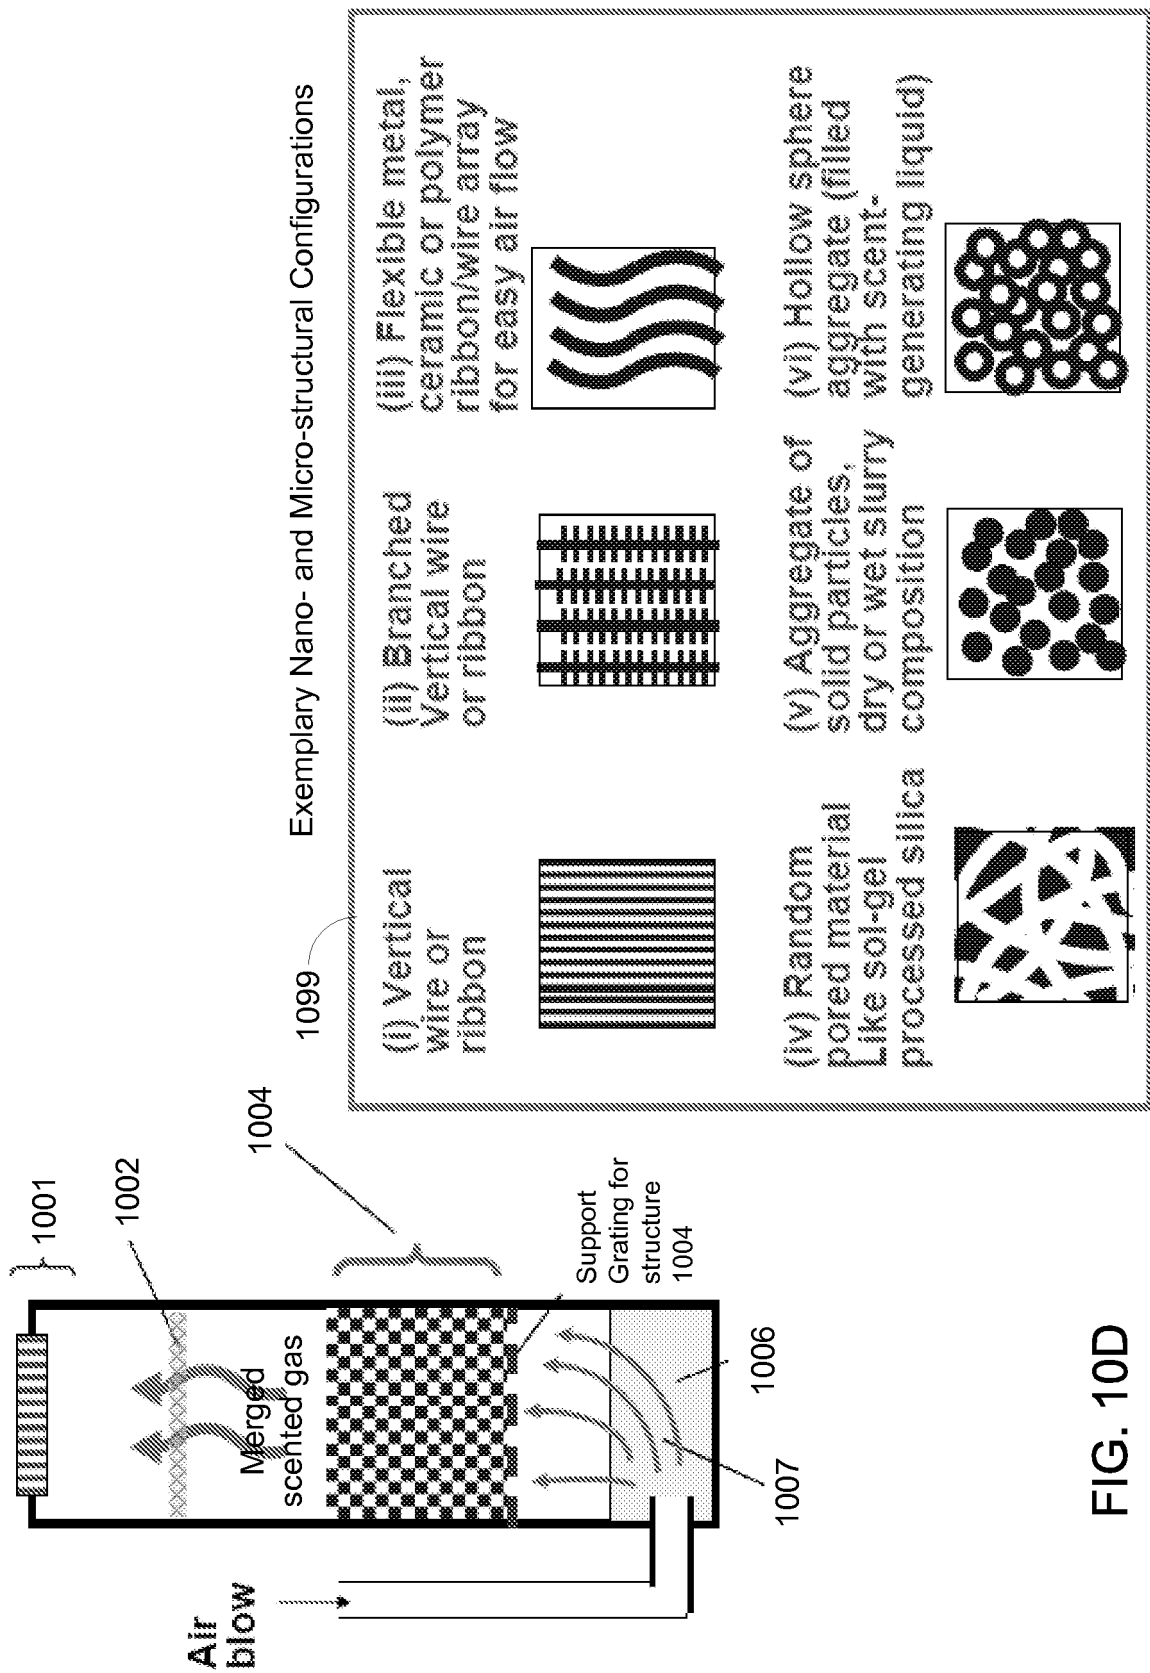 Air
blow
Merged
scented gas
1001
1002
1004
Support
Grating for
structure
1004
1006
1007
Exemplary Nano- and Micro-structural Configurations
1099
(i) Vertical
wire or
ribbon
(ii) Branched
Vertical wire
or ribbon
(iii) Flexible metal,
ceramic or polymer
ribbon/wire array
for easy air flow
(iv) Random
pored material
Like sol-gel
processed silica
(v) Aggregate of
solid particles,
dry or wet slurry
composition
(vi) Hollow sphere
aggregate (filled
with scent-
generating liquid)
FIG. 10D